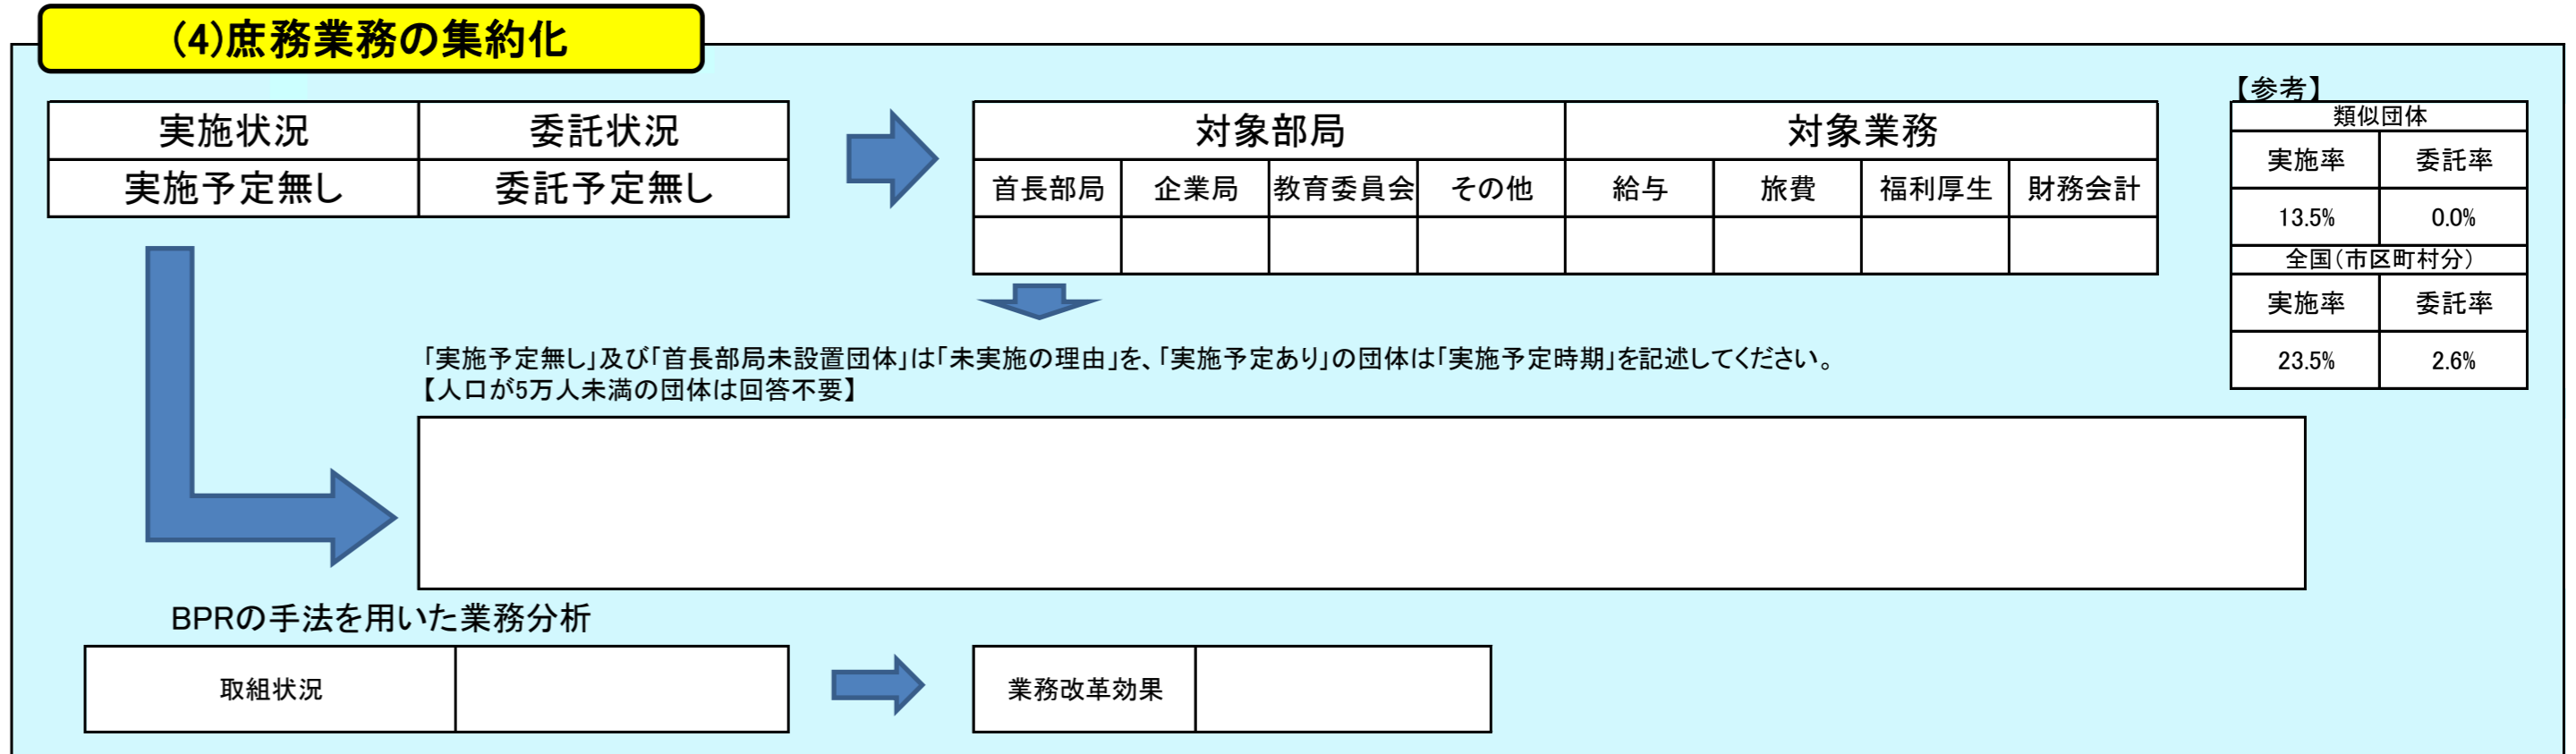 (4)庶務業務の集約化
実施状況 委託状況
実施予定無し 委託予定無し
対象部局 対象業務
首長部局 企業局 教育委員会 その他 給与 旅費 福利厚生 財務会計
【参考】
類似団体
実施率 委託率
13.5% 0.0%
全国(市区町村分)
実施率 委託率
23.5% 2.6%
「実施予定無し」及び「首長部局未設置団体」は「未実施の理由」を、「実施予定あり」の団体は「実施予定時期」を記述してください。
【人口が5万人未満の団体は回答不要】
BPRの手法を用いた業務分析
取組状況
業務改革効果